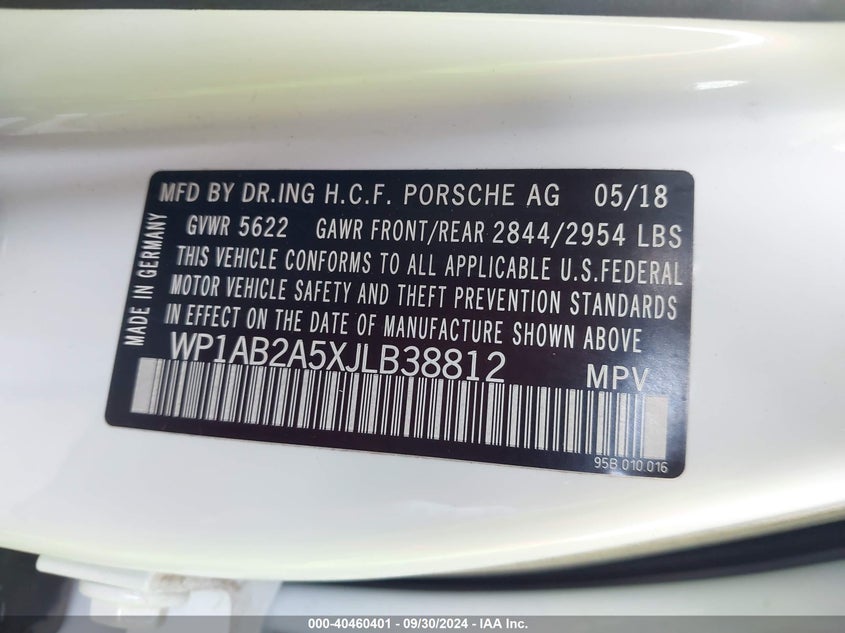 MFD BY DR.ING H.C.F. PORSCHE AG 05/18
GVWR 5622 GAWR FRONT/REAR 2844/2954 LBS
THIS VEHICLE CONFORMS TO ALL APPLICABLE U.S.FEDERAL
MOTOR VEHICLE SAFETY AND THEFT PREVENTION STANDARDS
IN EFFECT ON THE DATE OF MANUFACTURE SHOWN ABOVE
WP1AB2A5XJLB38812 MPV
95B 010.016
MADE IN GERMANY
000-40460401 - 09/30/2024 - IAA Inc.